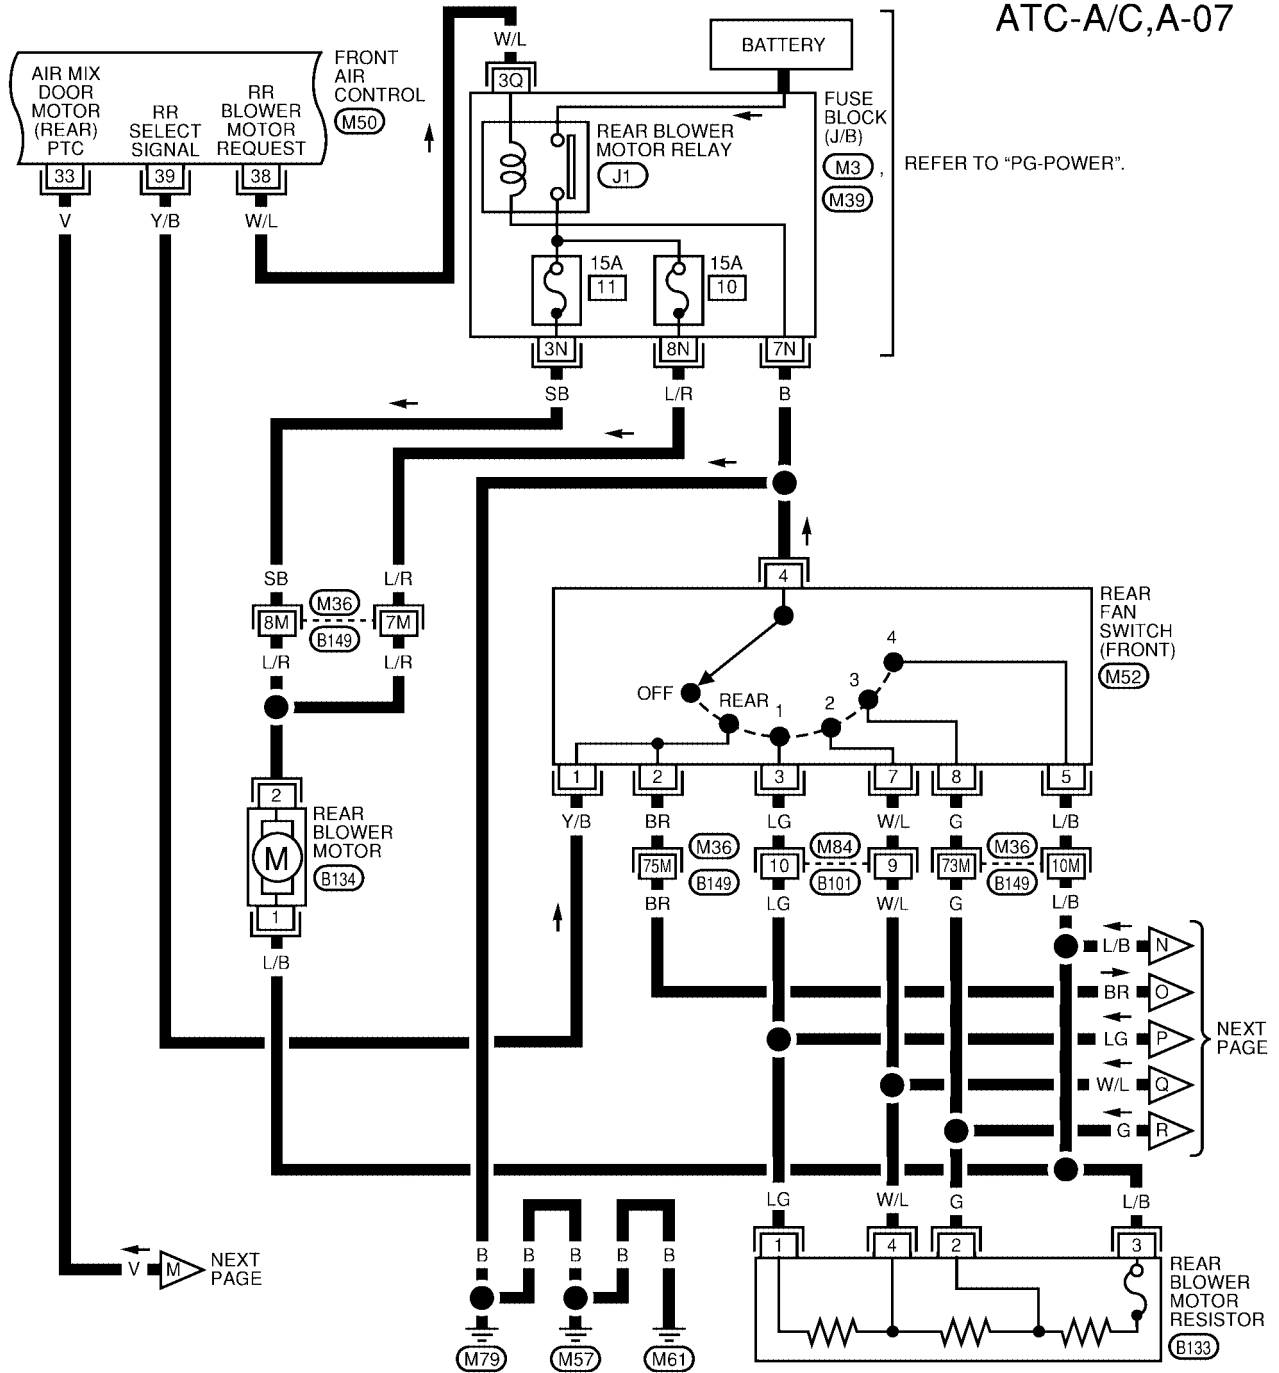 ATC-A/C,A-07
BATTERY
W/L
3Q
FRONT
AIR
CONTROL
M50
AIR MIX
DOOR
MOTOR
(REAR)
PTC
RR
SELECT
SIGNAL
RR
BLOWER
MOTOR
REQUEST
33
39
38
V
Y/B
W/L
REAR BLOWER
MOTOR RELAY
J1
FUSE
BLOCK
(J/B)
M3 ,
M39
REFER TO “PG-POWER”.
15A
11
15A
10
3N
8N
7N
SB
L/R
B
SB
L/R
8M
M36
B149
7M
L/R
L/R
4
REAR
FAN
SWITCH
(FRONT)
M52
OFF
REAR
1
2
3
4
1
2
3
7
8
5
Y/B
BR
LG
W/L
G
L/B
75M
M36
B149
10
M84
B101
9
73M
M36
B149
10M
BR
LG
W/L
G
L/B
2
REAR
BLOWER
MOTOR
M
B134
1
L/B
L/B N
BR O
LG P
W/L Q
G R
NEXT
PAGE
LG
W/L
G
L/B
1
4
2
3
REAR
BLOWER
MOTOR
RESISTOR
B133
V M
NEXT
PAGE
B
B
B
B
B
M79
M57
M61